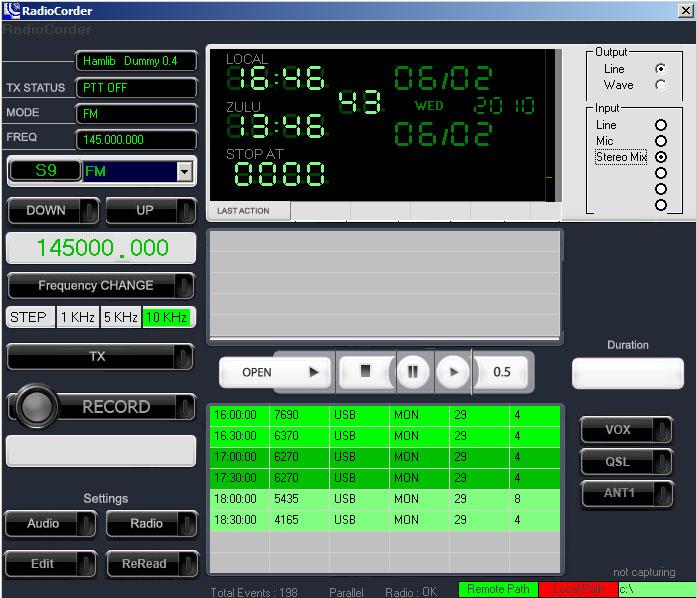 RadioCorder
RadioCorder
Hamlib Dummy 0.4
TX STATUS PTT OFF
MODE FM
FREQ 145.000.000
S9 FM
DOWN UP
145000.000
Frequency CHANGE
STEP 1 KHz 5 KHz 10 KHz
TX
RECORD
Settings
Audio Radio
Edit ReRead
LOCAL
16:46 06/02
43 WED 2010
ZULU
13:46 06/02
STOP AT
0000
LAST ACTION
Output
Line
Wave
Input
Line
Mic
Stereo Mix
OPEN 0.5
Duration
16:00:00 7690 USB MON 29 4
16:30:00 6370 USB MON 29 4
17:00:00 6270 USB MON 29 4
17:30:00 6270 USB MON 29 4
18:00:00 5435 USB MON 29 8
18:30:00 4165 USB MON 29 4
VOX
QSL
ANT1
not capturing
Total Events : 198 Parallel Radio : OK Remote Path Local Path c:\